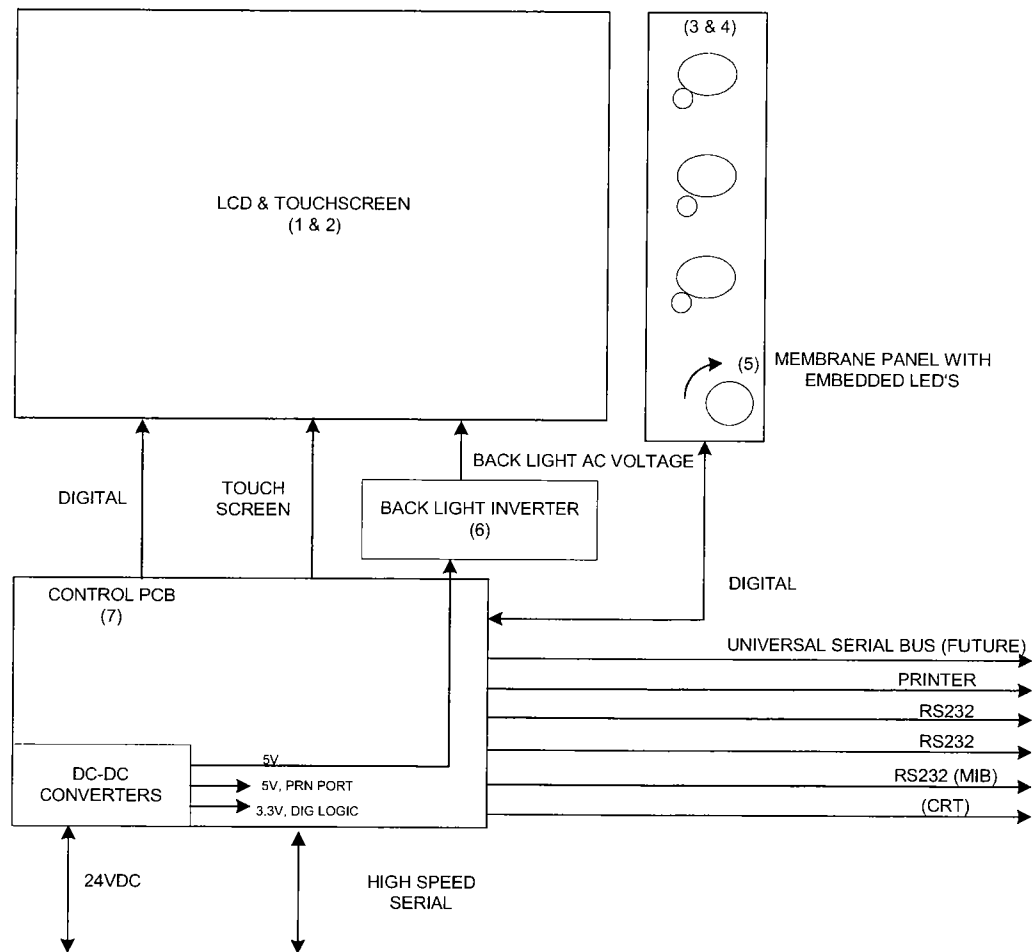 (3 & 4)
LCD & TOUCHSCREEN
(1 & 2)
(5)
MEMBRANE PANEL WITH
EMBEDDED LED'S
BACK LIGHT AC VOLTAGE
DIGITAL
TOUCH
SCREEN
BACK LIGHT INVERTER
(6)
DIGITAL
CONTROL PCB
(7)
UNIVERSAL SERIAL BUS (FUTURE)
PRINTER
RS232
RS232
RS232 (MIB)
(CRT)
DC-DC
CONVERTERS
5V
5V, PRN PORT
3.3V, DIG LOGIC
24VDC
HIGH SPEED
SERIAL